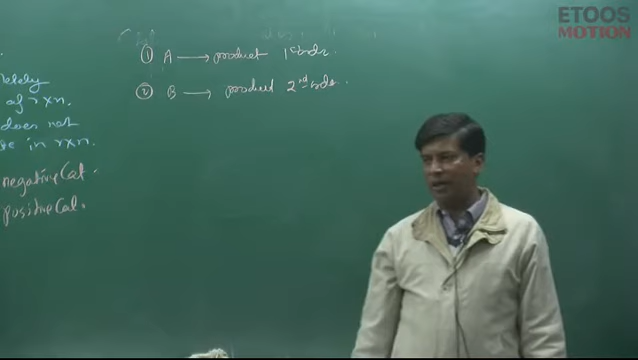 ETOOS
MOTION
① A ⟶ product 1st order
② B ⟶ product 2nd order.
of rxn.
does not
in rxn.
negative Cat.
positive Cat.